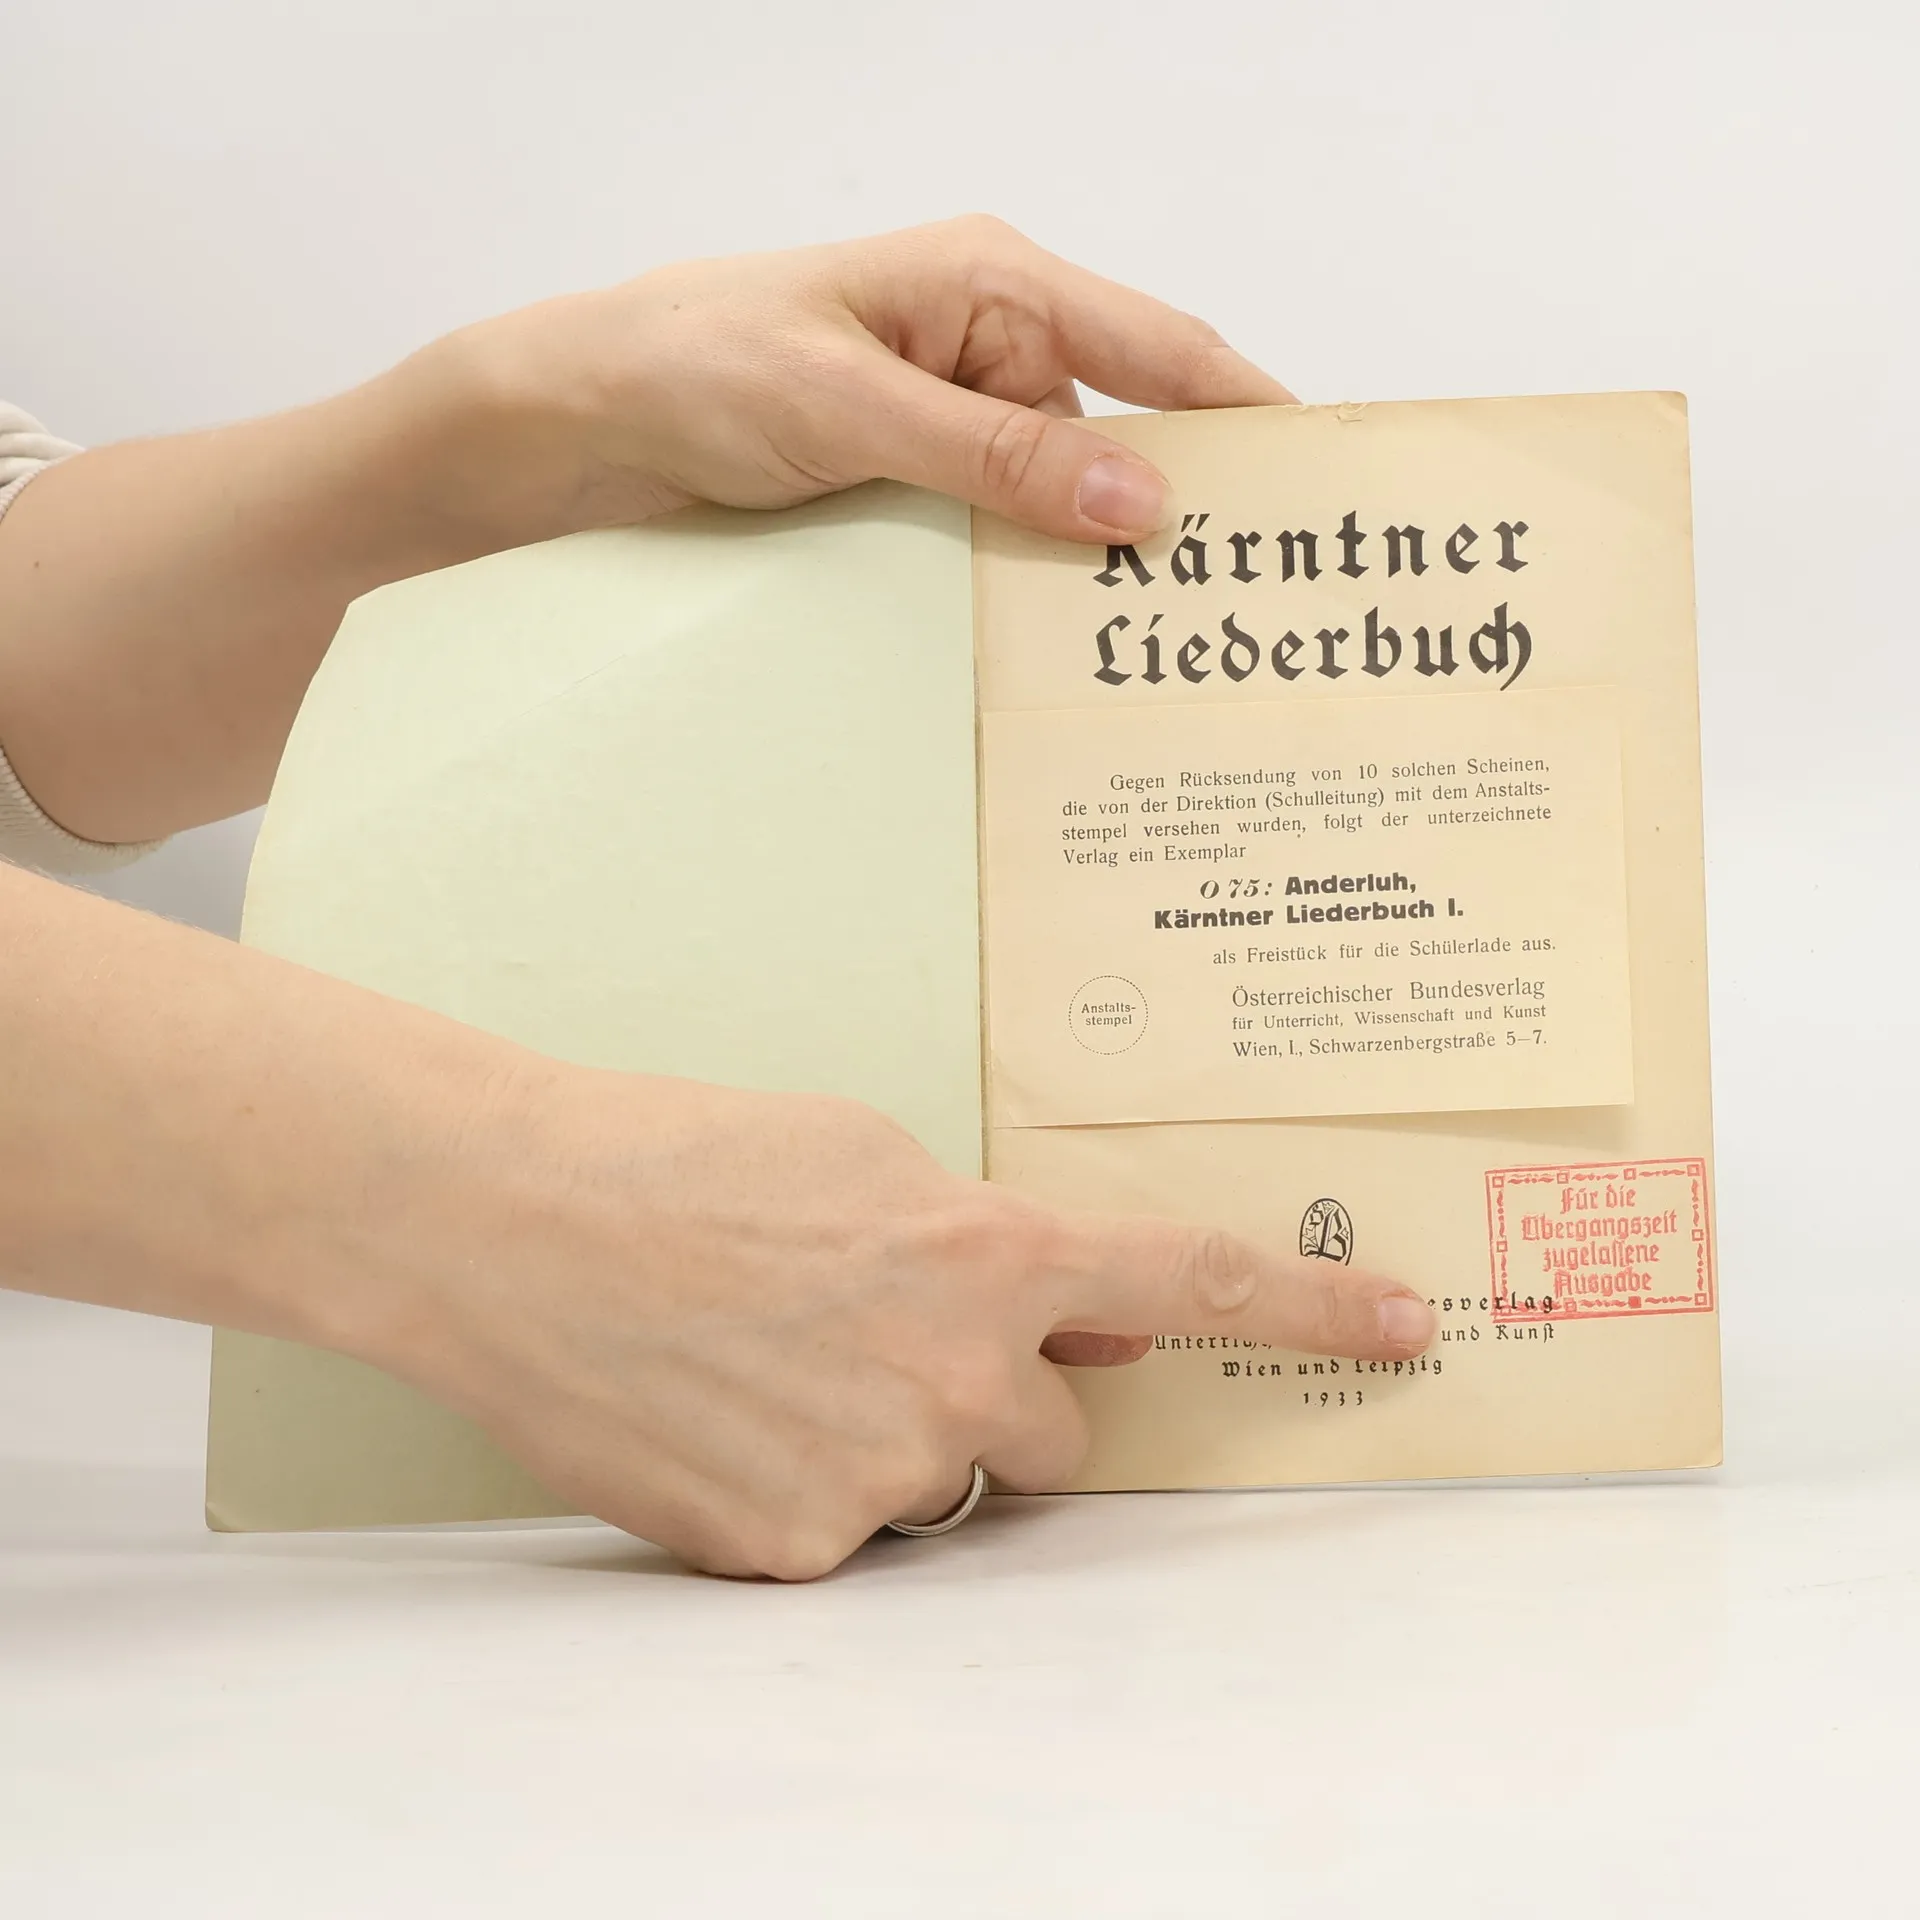 Kärntner
Liederbuch
Gegen Rücksendung von 10 solchen Scheinen,
die von der Direktion (Schulleitung) mit dem Anstalts-
stempel versehen wurden, folgt der unterzeichnete
Verlag ein Exemplar
O 75: Anderluh,
Kärntner Liederbuch I.
als Freistück für die Schülerlade aus.
Anstalts-
stempel
Österreichischer Bundesverlag
für Unterricht, Wissenschaft und Kunst
Wien, I., Schwarzenbergstraße 5–7.
Für die
Übergangszeit
zugelassene
Ausgabe
esverlag
und Kunst
Wien und Leipzig
1933